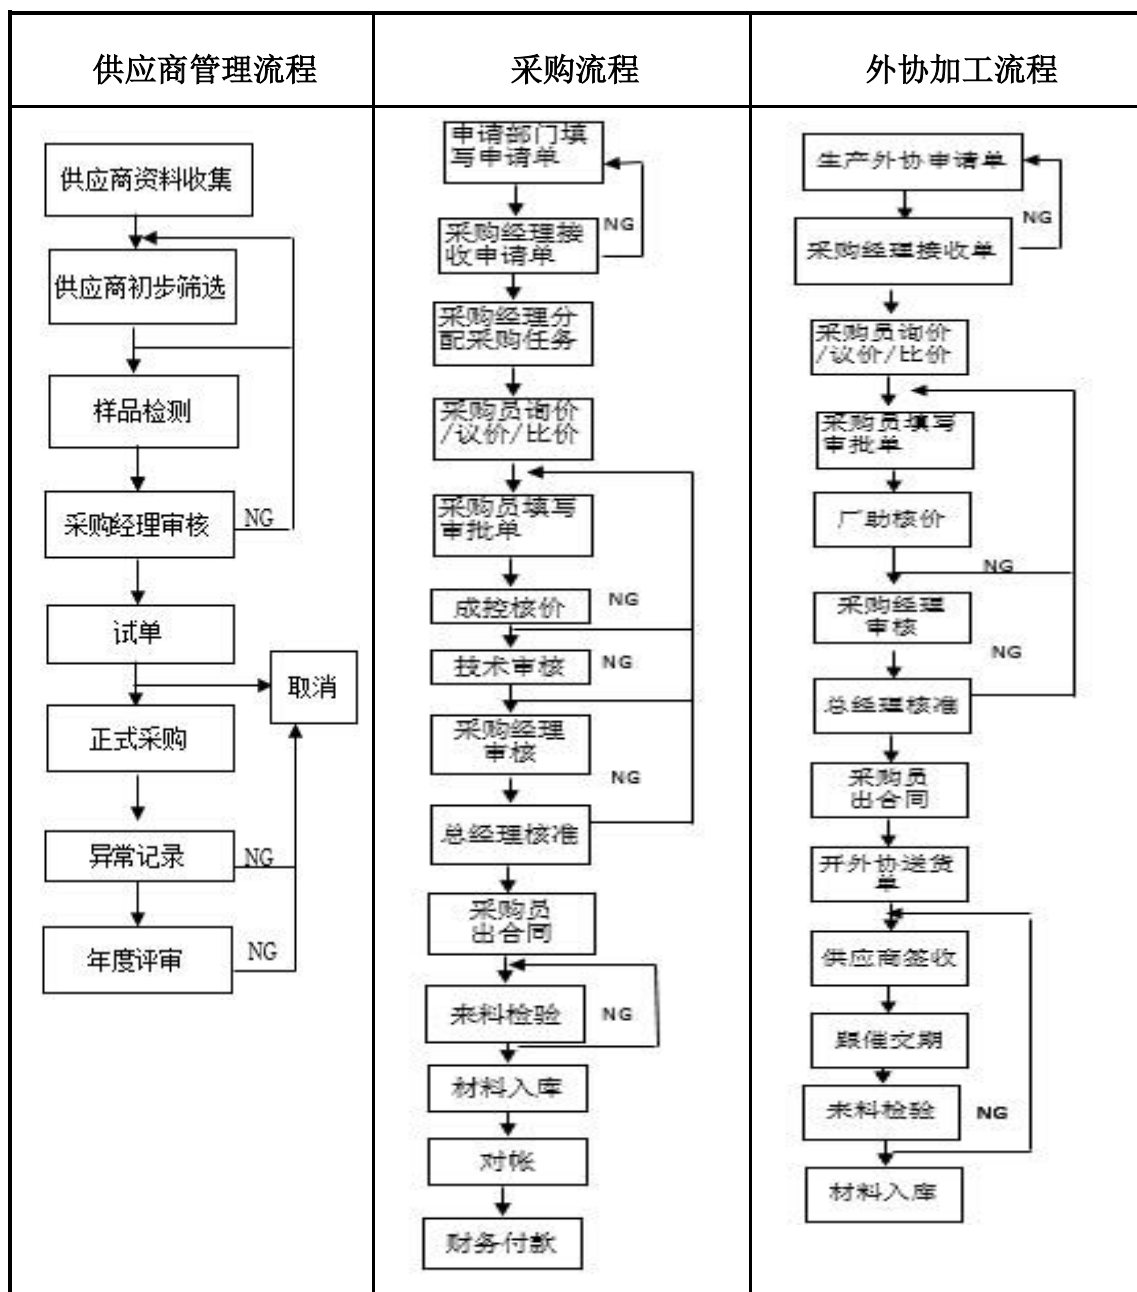 供应商管理流程
供应商资料收集
供应商初步筛选
样品检测
采购经理审核
NG
试单
取消
正式采购
异常记录
NG
年度评审
NG
采购流程
申请部门填
写申请单
采购经理接
收申请单
NG
采购经理分
配采购任务
采购员询价
/议价/比价
采购员填写
审批单
成控核价
NG
技术审核
NG
采购经理
审核
NG
总经理核准
采购员
出合同
来料检验
NG
材料入库
对帐
财务付款
外协加工流程
生产外协申请单
NG
采购经理接收单
采购员询价
/议价/比价
采购员填写
审批单
厂助核价
NG
采购经理
审核
NG
总经理核准
采购员
出合同
开外协送货
单
供应商签收
跟催交期
来料检验
NG
材料入库